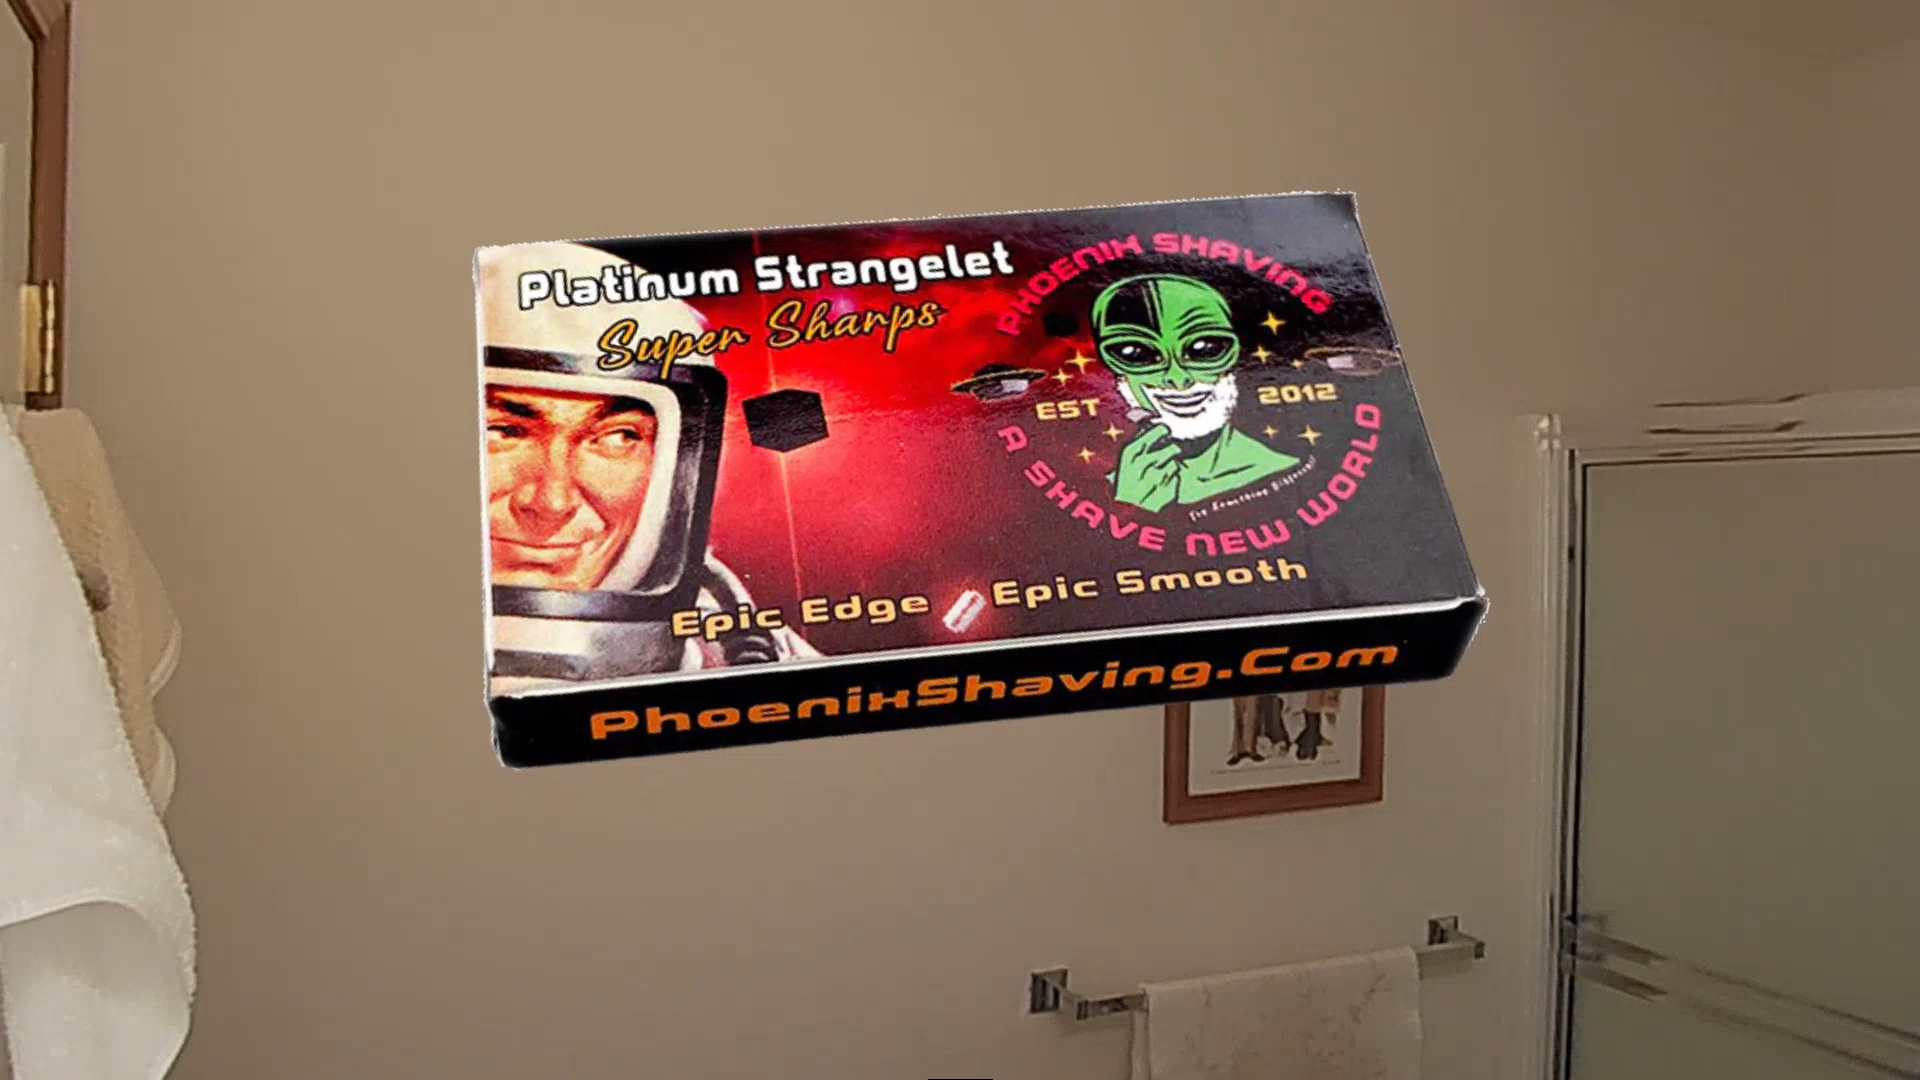 Platinum Strangelet
Super Sharps
PHOENIX SHAVING
EST 2012
A SHAVE NEW WORLD
Epic Edge Epic Smooth
PhoenixShaving.Com